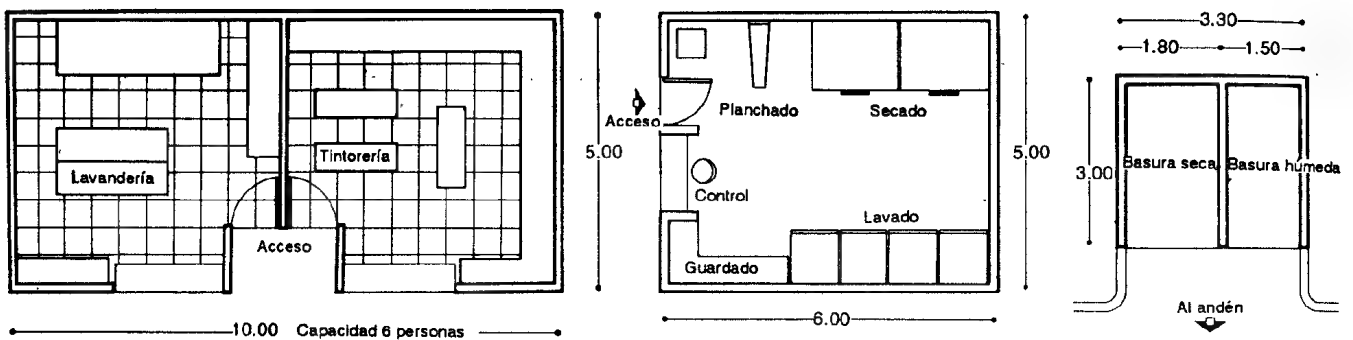 Lavandería
Tintorería
Acceso
5.00
10.00 Capacidad 6 personas
Acceso
Planchado
Secado
Control
Lavado
Guardado
5.00
6.00
3.30
1.80
1.50
3.00
Basura seca
Basura húmeda
Al andén